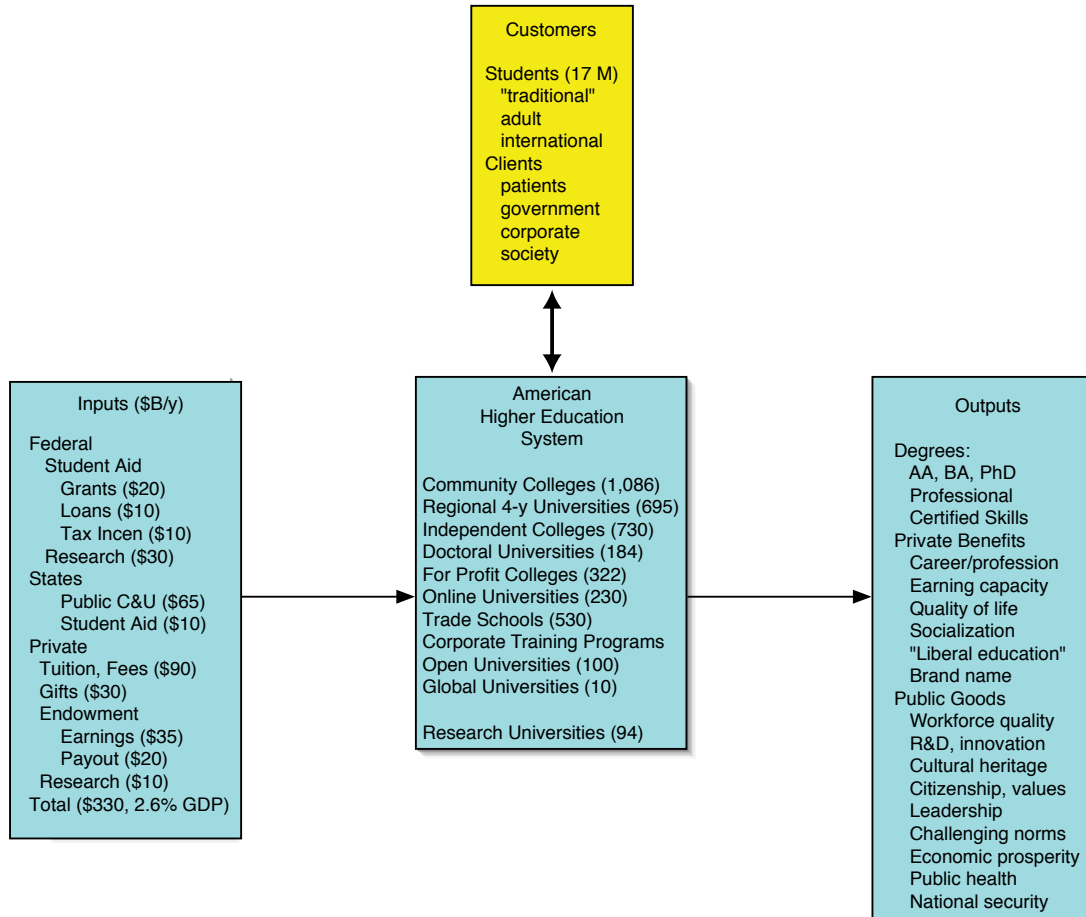 Customers
Students (17 M)
"traditional"
adult
international
Clients
patients
government
corporate
society
Inputs ($B/y)
Federal
Student Aid
Grants ($20)
Loans ($10)
Tax Incen ($10)
Research ($30)
States
Public C&U ($65)
Student Aid ($10)
Private
Tuition, Fees ($90)
Gifts ($30)
Endowment
Earnings ($35)
Payout ($20)
Research ($10)
Total ($330, 2.6% GDP)
American
Higher Education
System
Community Colleges (1,086)
Regional 4-y Universities (695)
Independent Colleges (730)
Doctoral Universities (184)
For Profit Colleges (322)
Online Universities (230)
Trade Schools (530)
Corporate Training Programs
Open Universities (100)
Global Universities (10)
Research Universities (94)
Outputs
Degrees:
AA, BA, PhD
Professional
Certified Skills
Private Benefits
Career/profession
Earning capacity
Quality of life
Socialization
"Liberal education"
Brand name
Public Goods
Workforce quality
R&D, innovation
Cultural heritage
Citizenship, values
Leadership
Challenging norms
Economic prosperity
Public health
National security